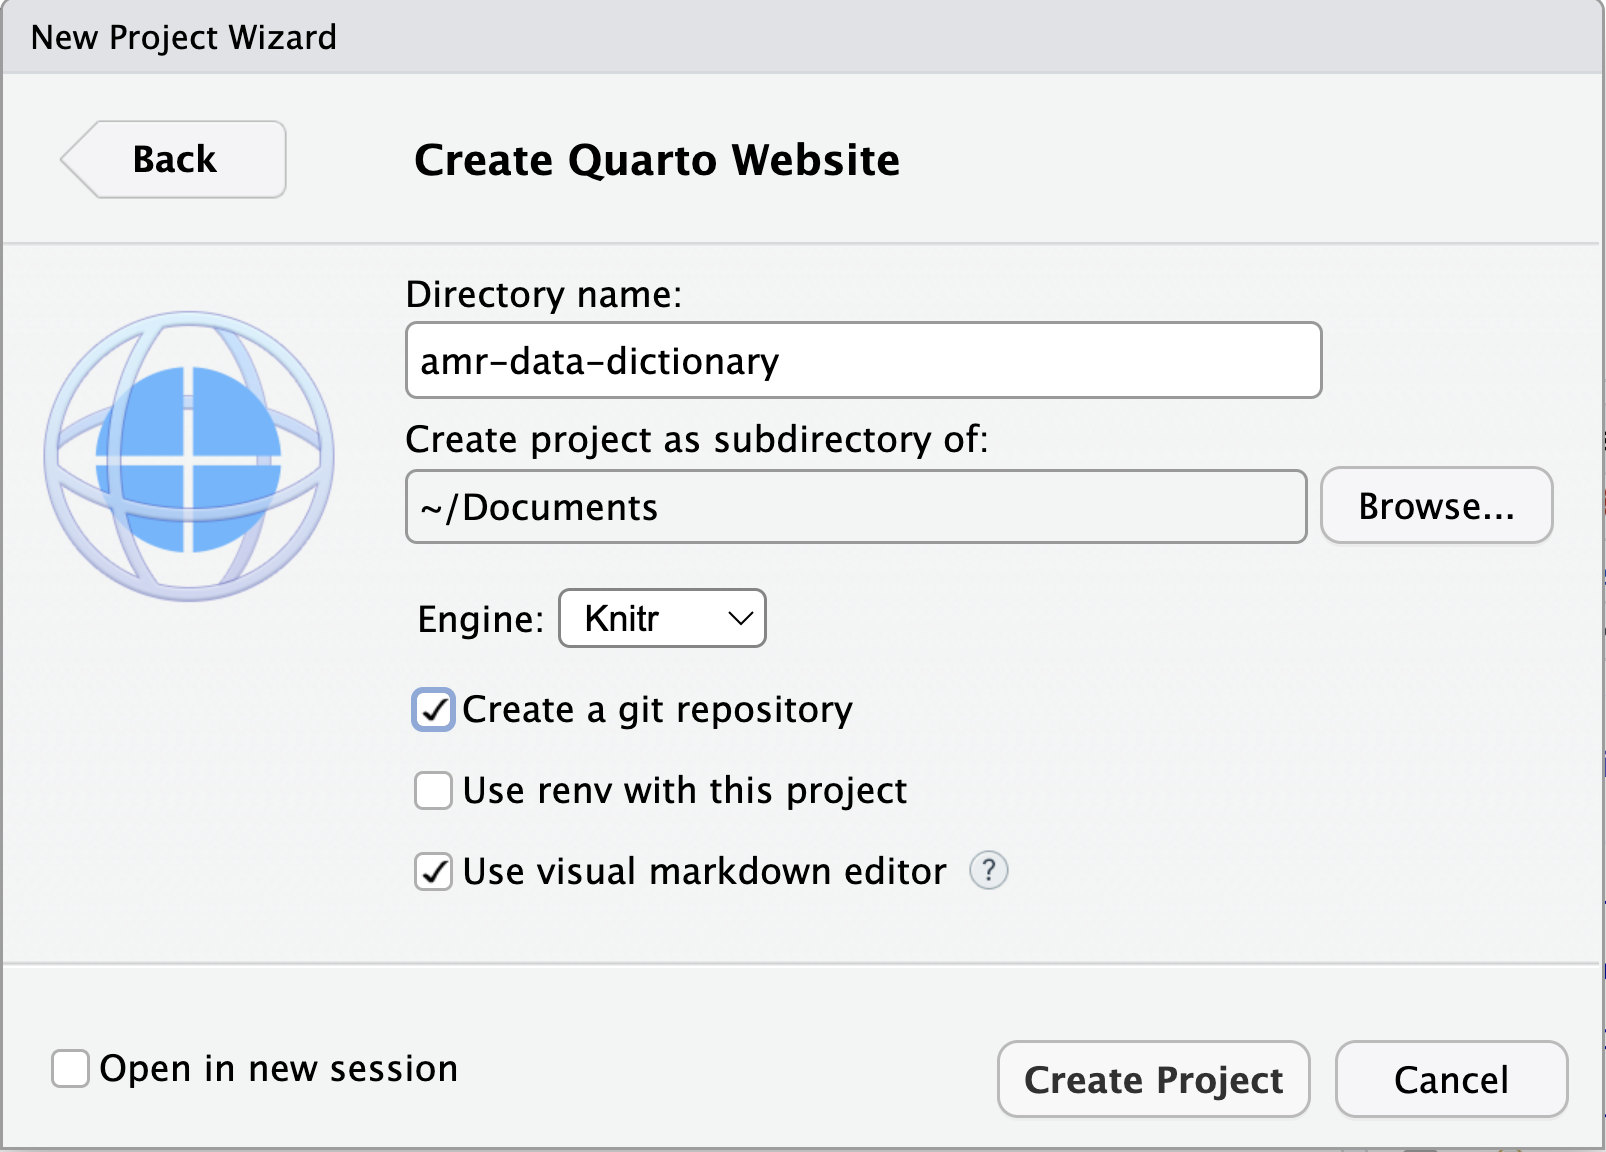 New Project Wizard
Back
Create Quarto Website
Directory name:
amr-data-dictionary
Create project as subdirectory of:
~/Documents
Browse...
Engine: Knitr
Create a git repository
Use renv with this project
Use visual markdown editor ?
Open in new session
Create Project
Cancel